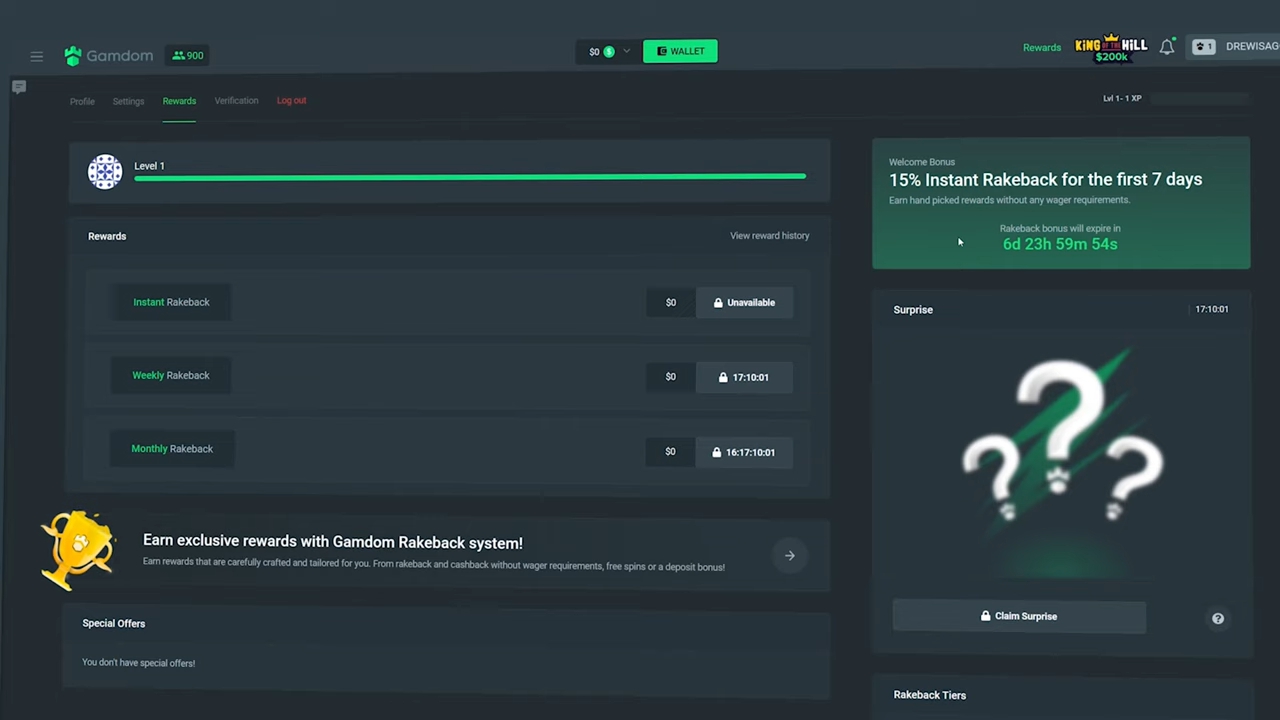 Gamdom
900
$0
WALLET
Rewards
KING OF THE HILL
$200k
1
DREWISAG
Profile
Settings
Rewards
Verification
Log out
Lvl 1 - 1 XP
Level 1
Welcome Bonus
15% Instant Rakeback for the first 7 days
Earn hand picked rewards without any wager requirements.
Rakeback bonus will expire in
6d 23h 59m 54s
Rewards
View reward history
Instant Rakeback
$0
Unavailable
Weekly Rakeback
$0
17:10:01
Monthly Rakeback
$0
16:17:10:01
Earn exclusive rewards with Gamdom Rakeback system!
Earn rewards that are carefully crafted and tailored for you. From rakeback and cashback without wager requirements, free spins or a deposit bonus!
Special Offers
You don't have special offers!
Surprise
17:10:01
Claim Surprise
Rakeback Tiers